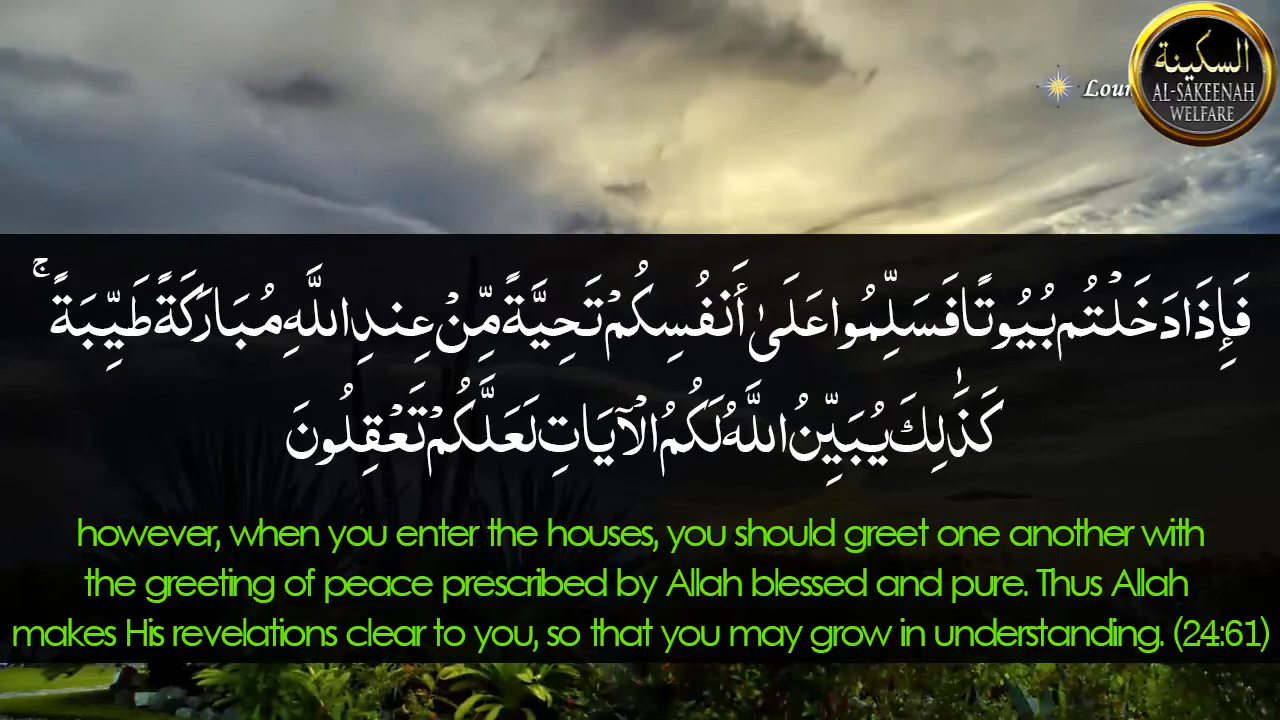 Lour
السكينة
AL-SAKEENAH
WELFARE
فَإِذَا دَخَلْتُم بُيُوتًا فَسَلِّمُوا عَلَىٰ أَنفُسِكُمْ تَحِيَّةً مِّنْ عِندِ اللَّهِ مُبَارَكَةً طَيِّبَةً ۚ
كَذَٰلِكَ يُبَيِّنُ اللَّهُ لَكُمُ الْآيَاتِ لَعَلَّكُمْ تَعْقِلُونَ
however, when you enter the houses, you should greet one another with
the greeting of peace prescribed by Allah blessed and pure. Thus Allah
makes His revelations clear to you, so that you may grow in understanding. (24:61)